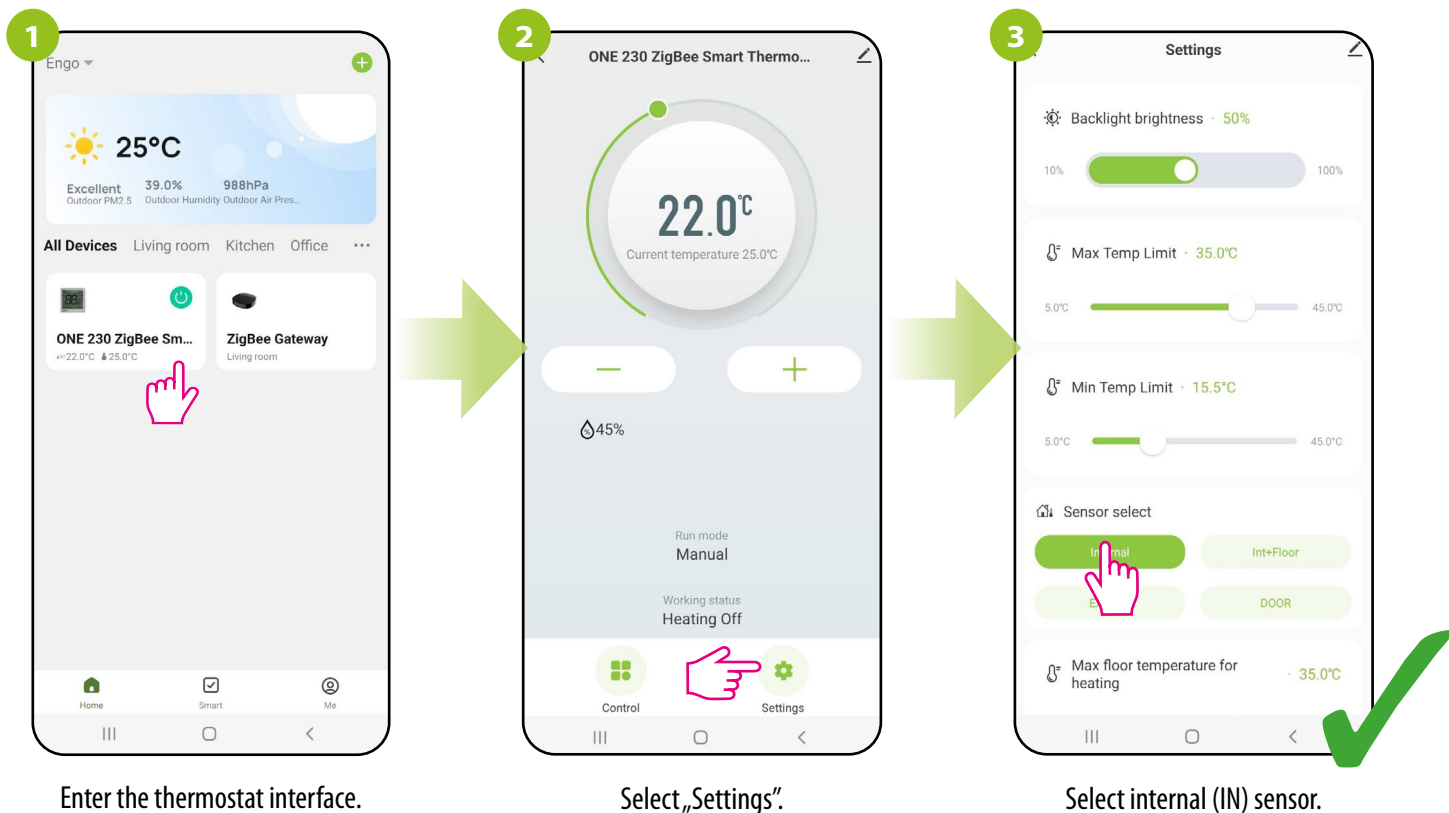 1
Engo
25°C
Excellent
Outdoor PM2.5
39.0%
Outdoor Humidity
988hPa
Outdoor Air Pres...
All Devices Living room Kitchen Office ...
ONE 230 ZigBee Sm...
22.0°C 25.0°C
ZigBee Gateway
Living room
Home Smart Me
Enter the thermostat interface.
2
ONE 230 ZigBee Smart Thermo...
22.0°C
Current temperature 25.0°C
45%
Run mode
Manual
Working status
Heating Off
Control Settings
Select „Settings”.
3
Settings
Backlight brightness · 50%
10% 100%
Max Temp Limit · 35.0°C
5.0°C 45.0°C
Min Temp Limit · 15.5°C
5.0°C 45.0°C
Sensor select
Int+Floor
DOOR
Max floor temperature for
heating
· 35.0°C
Select internal (IN) sensor.